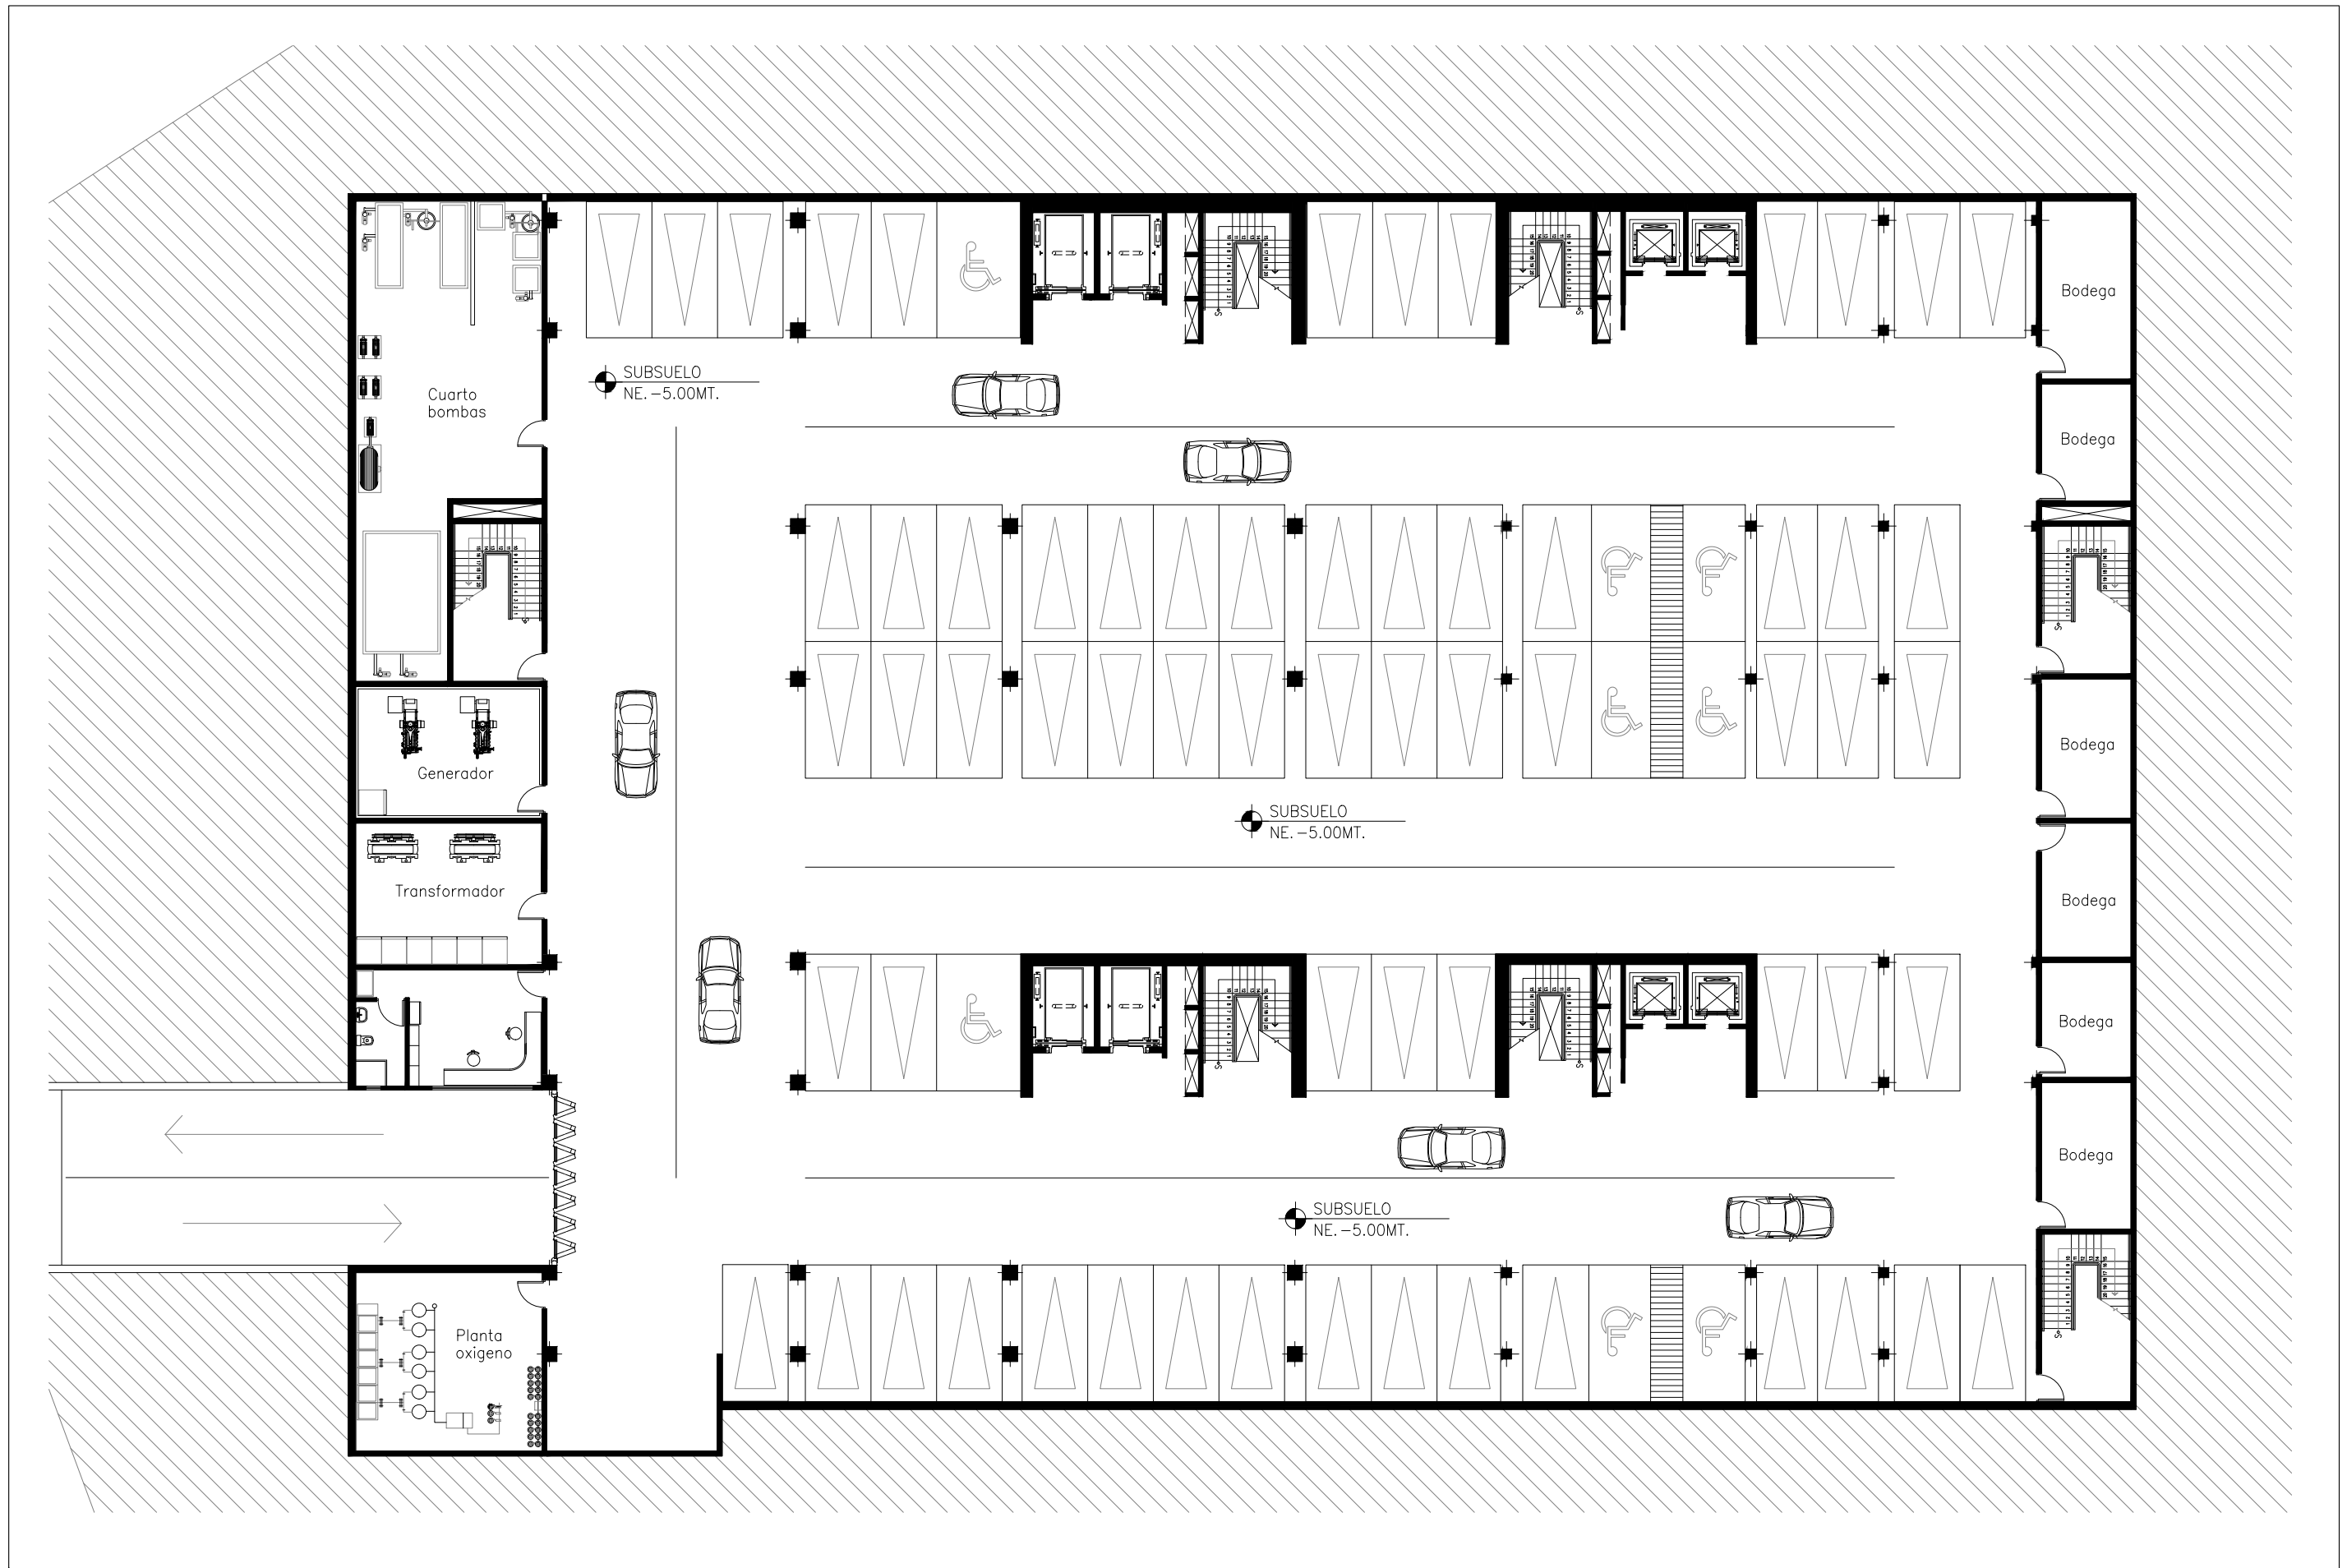 Bodega
SUBSUELO
NE. -5.00MT.
Cuarto
bombas
Bodega
Bodega
Generador
SUBSUELO
NE. -5.00MT.
Transformador
Bodega
Bodega
Bodega
SUBSUELO
NE. -5.00MT.
Planta
oxigeno